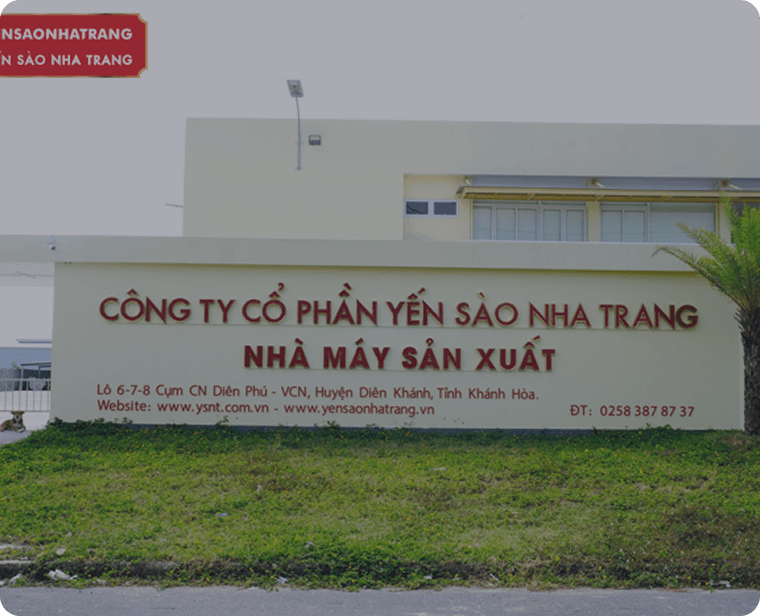 ENSAONHATRANG
ẾN SÀO NHA TRANG
CÔNG TY CỔ PHẦN YẾN SÀO NHA TRANG
NHÀ MÁY SẢN XUẤT
Lô 6-7-8 Cụm CN Diên Phú - VCN, Huyện Diên Khánh, Tỉnh Khánh Hòa.
Website: www.ysnt.com.vn - www.yensaonhatrang.vn
ĐT: 0258 387 87 37